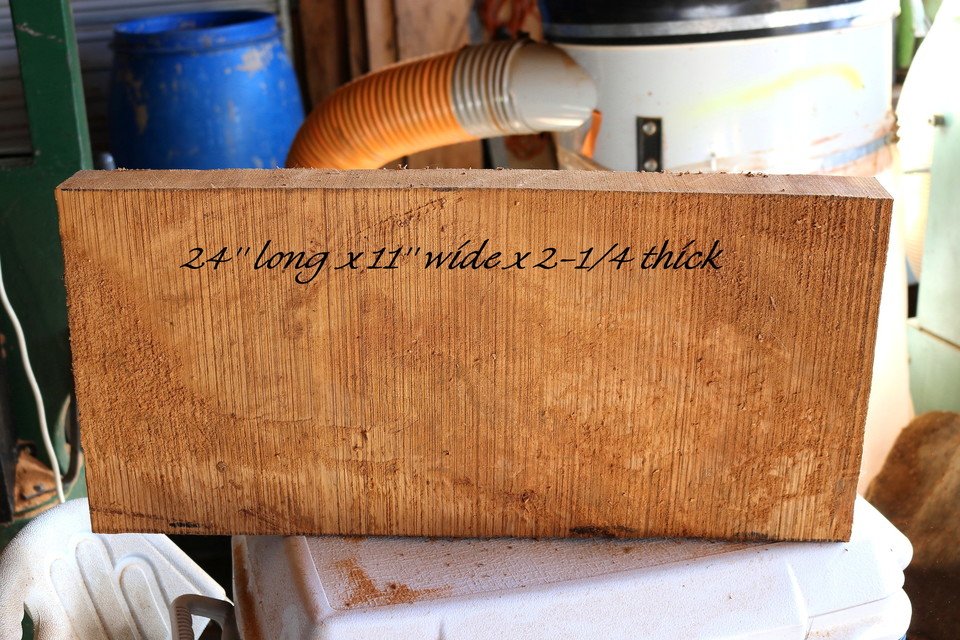 24" long x 11" wide x 2-1/4 thick